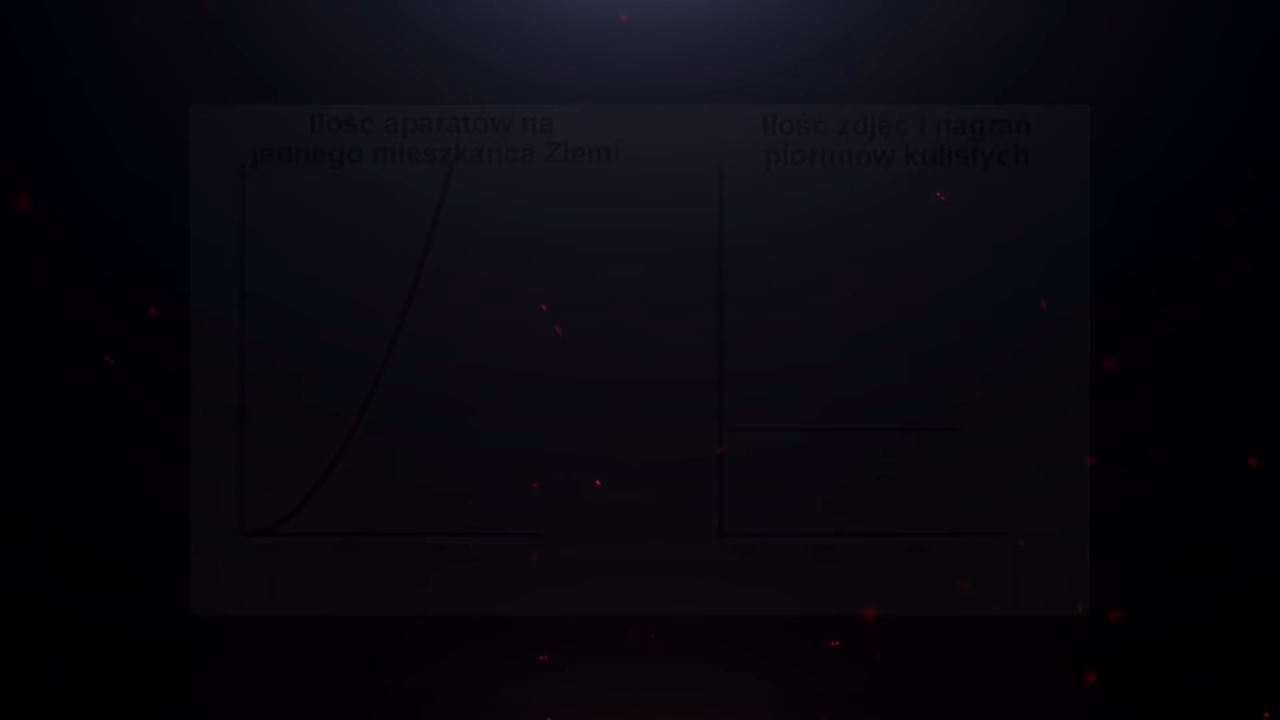 Ilość aparatów na
jednego mieszkańca Ziemi
Ilość zdjęć i nagrań
piorunów kulistych